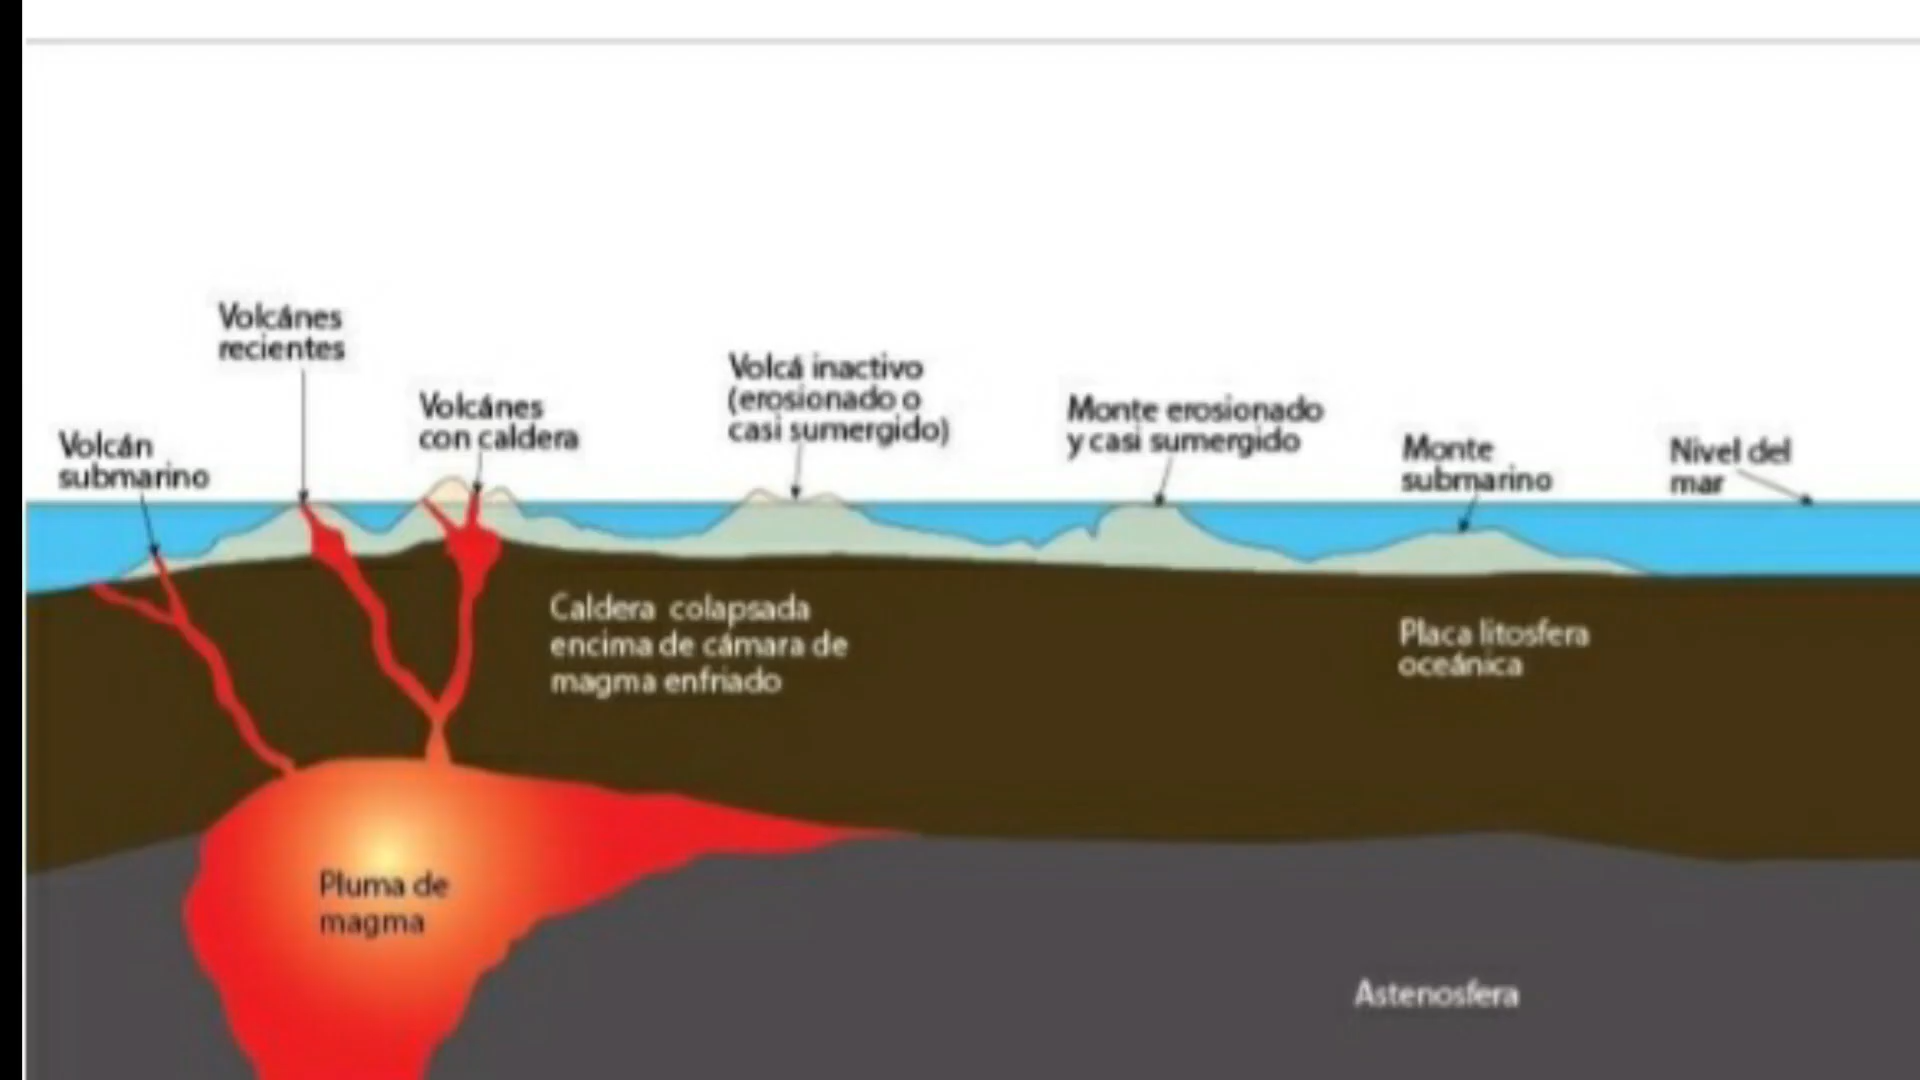 Volcánes
recientes
Volcá inactivo
(erosionado o
casi sumergido)
Volcánes
con caldera
Monte erosionado
y casi sumergido
Volcán
submarino
Monte
submarino
Nivel del
mar
Caldera colapsada
encima de cámara de
magma enfriado
Placa litosfera
oceánica
Pluma de
magma
Astenosfera